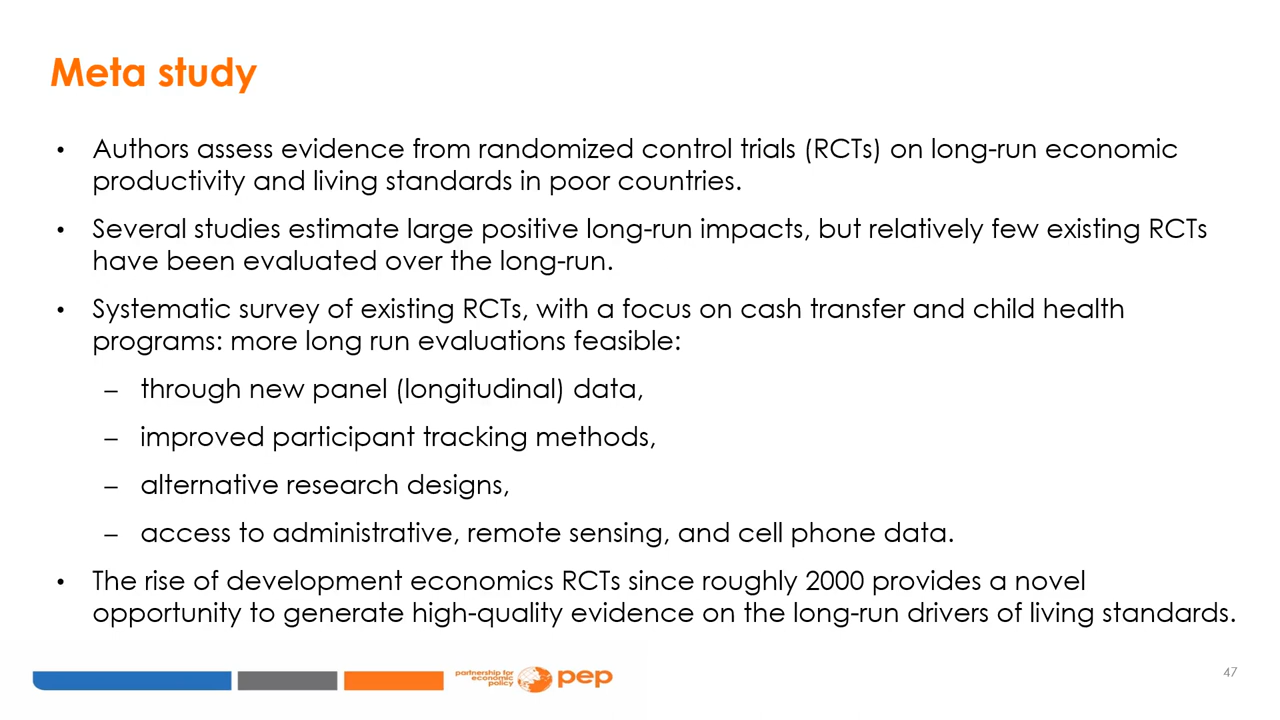 Meta study
• Authors assess evidence from randomized control trials (RCTs) on long-run economic
productivity and living standards in poor countries.
• Several studies estimate large positive long-run impacts, but relatively few existing RCTs
have been evaluated over the long-run.
• Systematic survey of existing RCTs, with a focus on cash transfer and child health
programs: more long run evaluations feasible:
– through new panel (longitudinal) data,
– improved participant tracking methods,
– alternative research designs,
– access to administrative, remote sensing, and cell phone data.
• The rise of development economics RCTs since roughly 2000 provides a novel
opportunity to generate high-quality evidence on the long-run drivers of living standards.
partnership for
economic
policy
pep
47